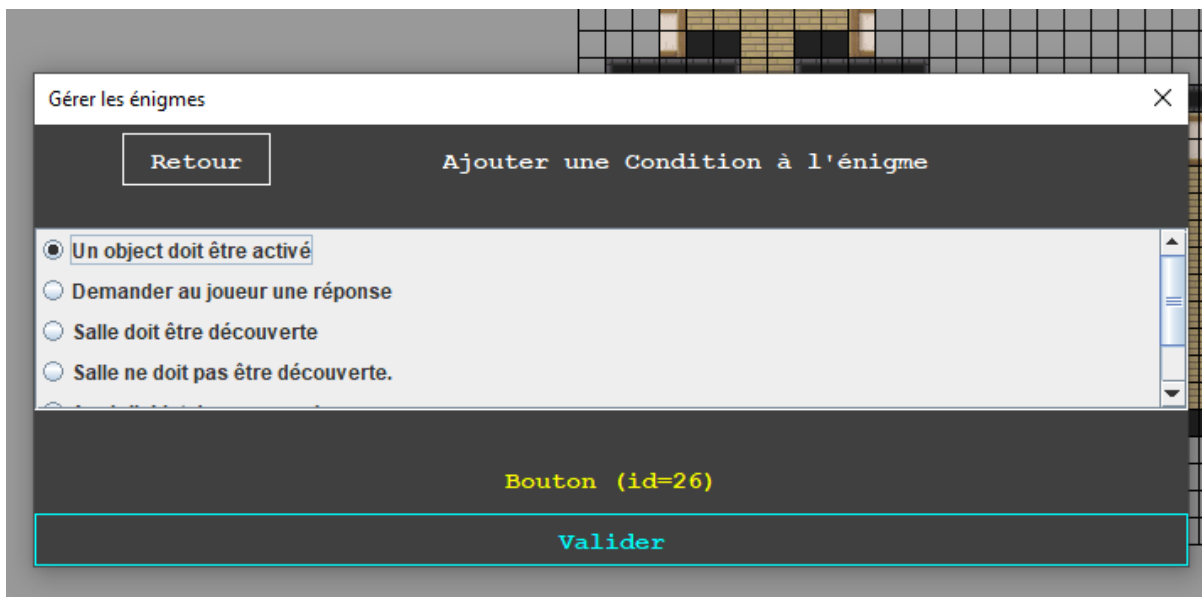 Gérer les énigmes
Retour
Ajouter une Condition à l'énigme
Un object doit être activé
Demander au joueur une réponse
Salle doit être découverte
Salle ne doit pas être découverte.
Bouton (id=26)
Valider